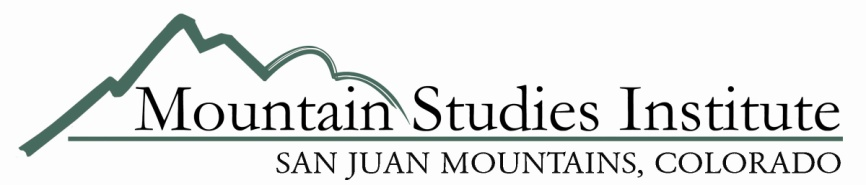 Mountain Studies Institute
SAN JUAN MOUNTAINS, COLORADO